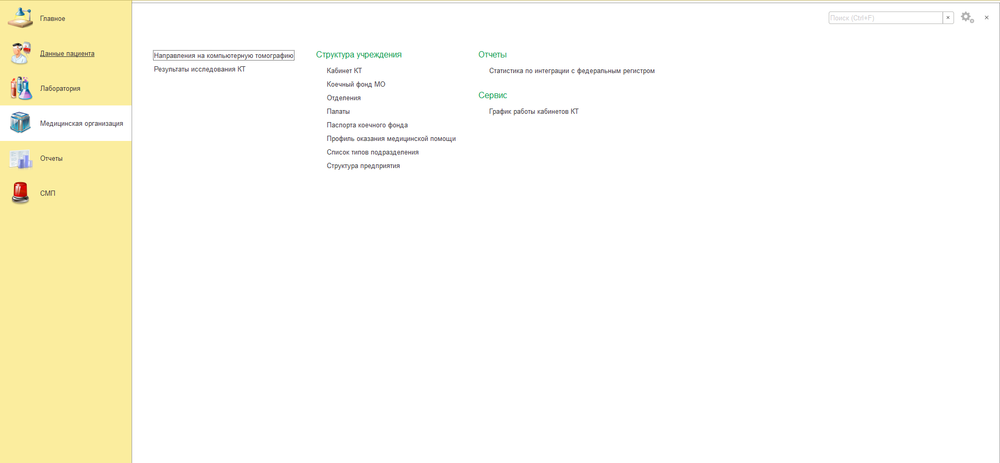 Главное
Данные пациента
Лаборатория
Медицинская организация
Отчеты
СМП
Поиск (Ctrl+F)
Направления на компьютерную томографию
Результаты исследования КТ
Структура учреждения
Кабинет КТ
Коечный фонд МО
Отделения
Палаты
Паспорта коечного фонда
Профиль оказания медицинской помощи
Список типов подразделения
Структура предприятия
Отчеты
Статистика по интеграции с федеральным регистром
Сервис
График работы кабинетов КТ